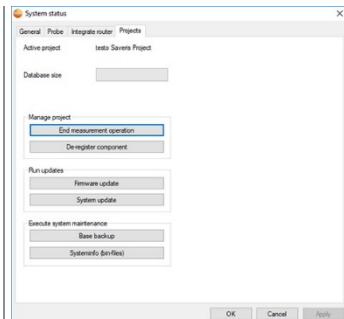 System status
General Probe Integrate router Projects
Active project testo Saveris Project
Database size
Manage project
End measurement operation
De-register component
Run updates
Firmware update
System update
Execute system maintenance
Base backup
Systeminfo (bin-files)
OK Cancel Apply